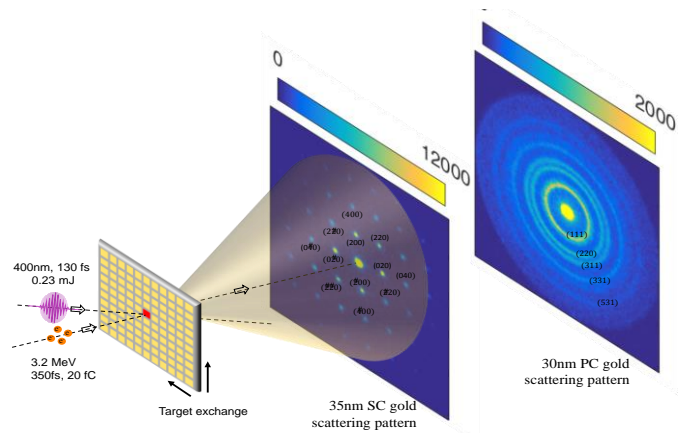 0
12000
2000
(400)
(220)
(220)
(200)
(040)
(020)
(020)
(040)
(200)
(220)
(220)
(400)
(111)
(220)
(311)
(331)
(531)
400nm, 130 fs
0.23 mJ
3.2 MeV
350fs, 20 fC
Target exchange
35nm SC gold
scattering pattern
30nm PC gold
scattering pattern